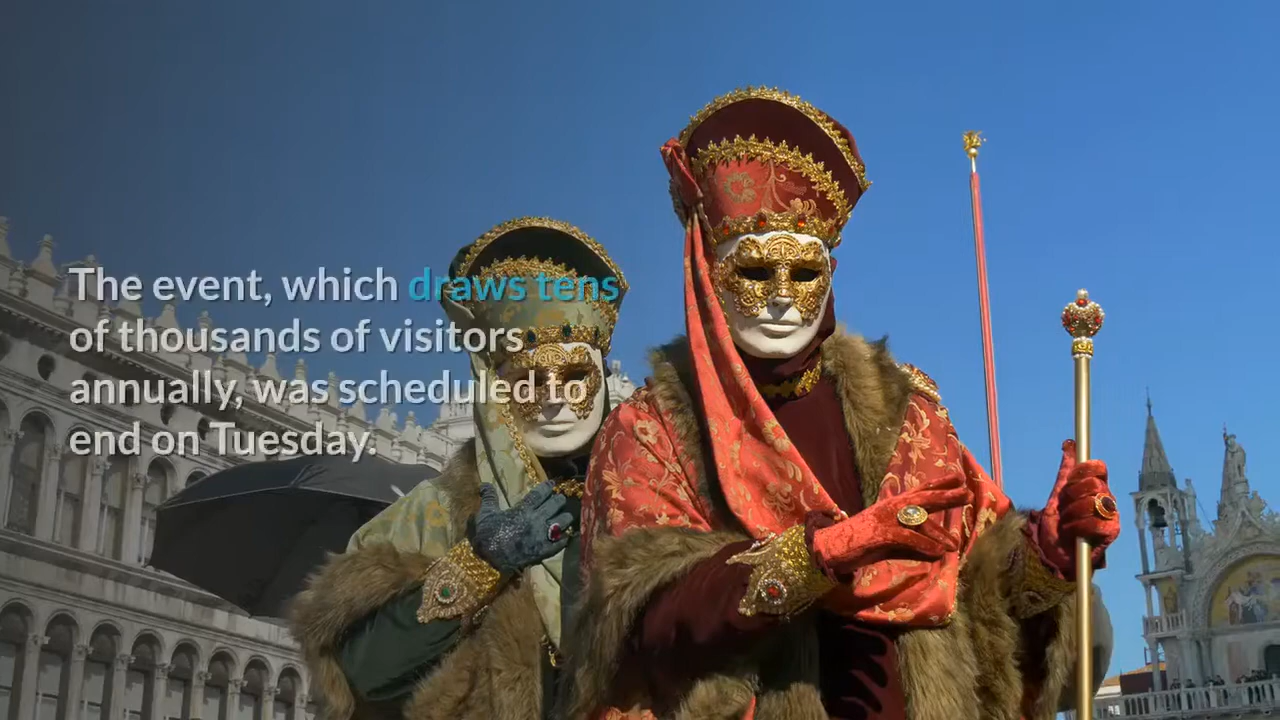 The event, which draws tens
of thousands of visitors
annually, was scheduled to
end on Tuesday.